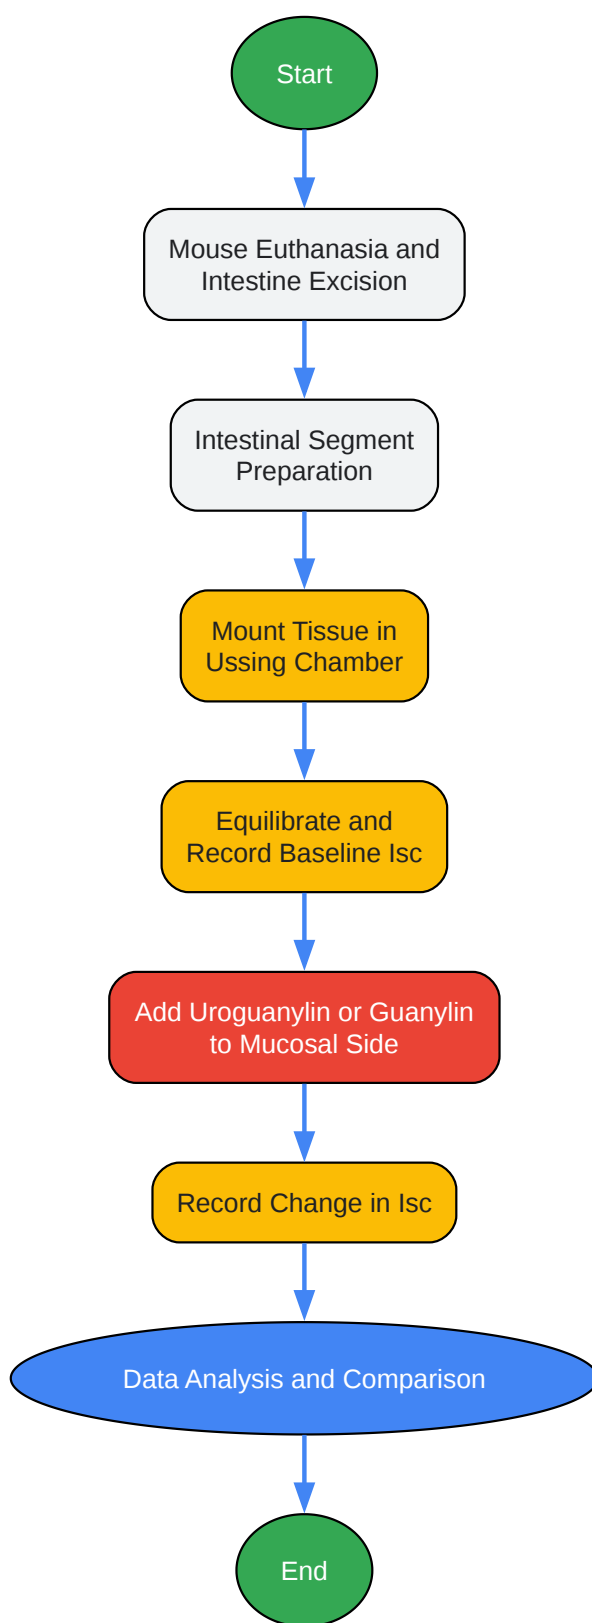 Start
Mouse Euthanasia and
Intestine Excision
Intestinal Segment
Preparation
Mount Tissue in
Ussing Chamber
Equilibrate and
Record Baseline Isc
Add Uroguanylin or Guanylin
to Mucosal Side
Record Change in Isc
Data Analysis and Comparison
End